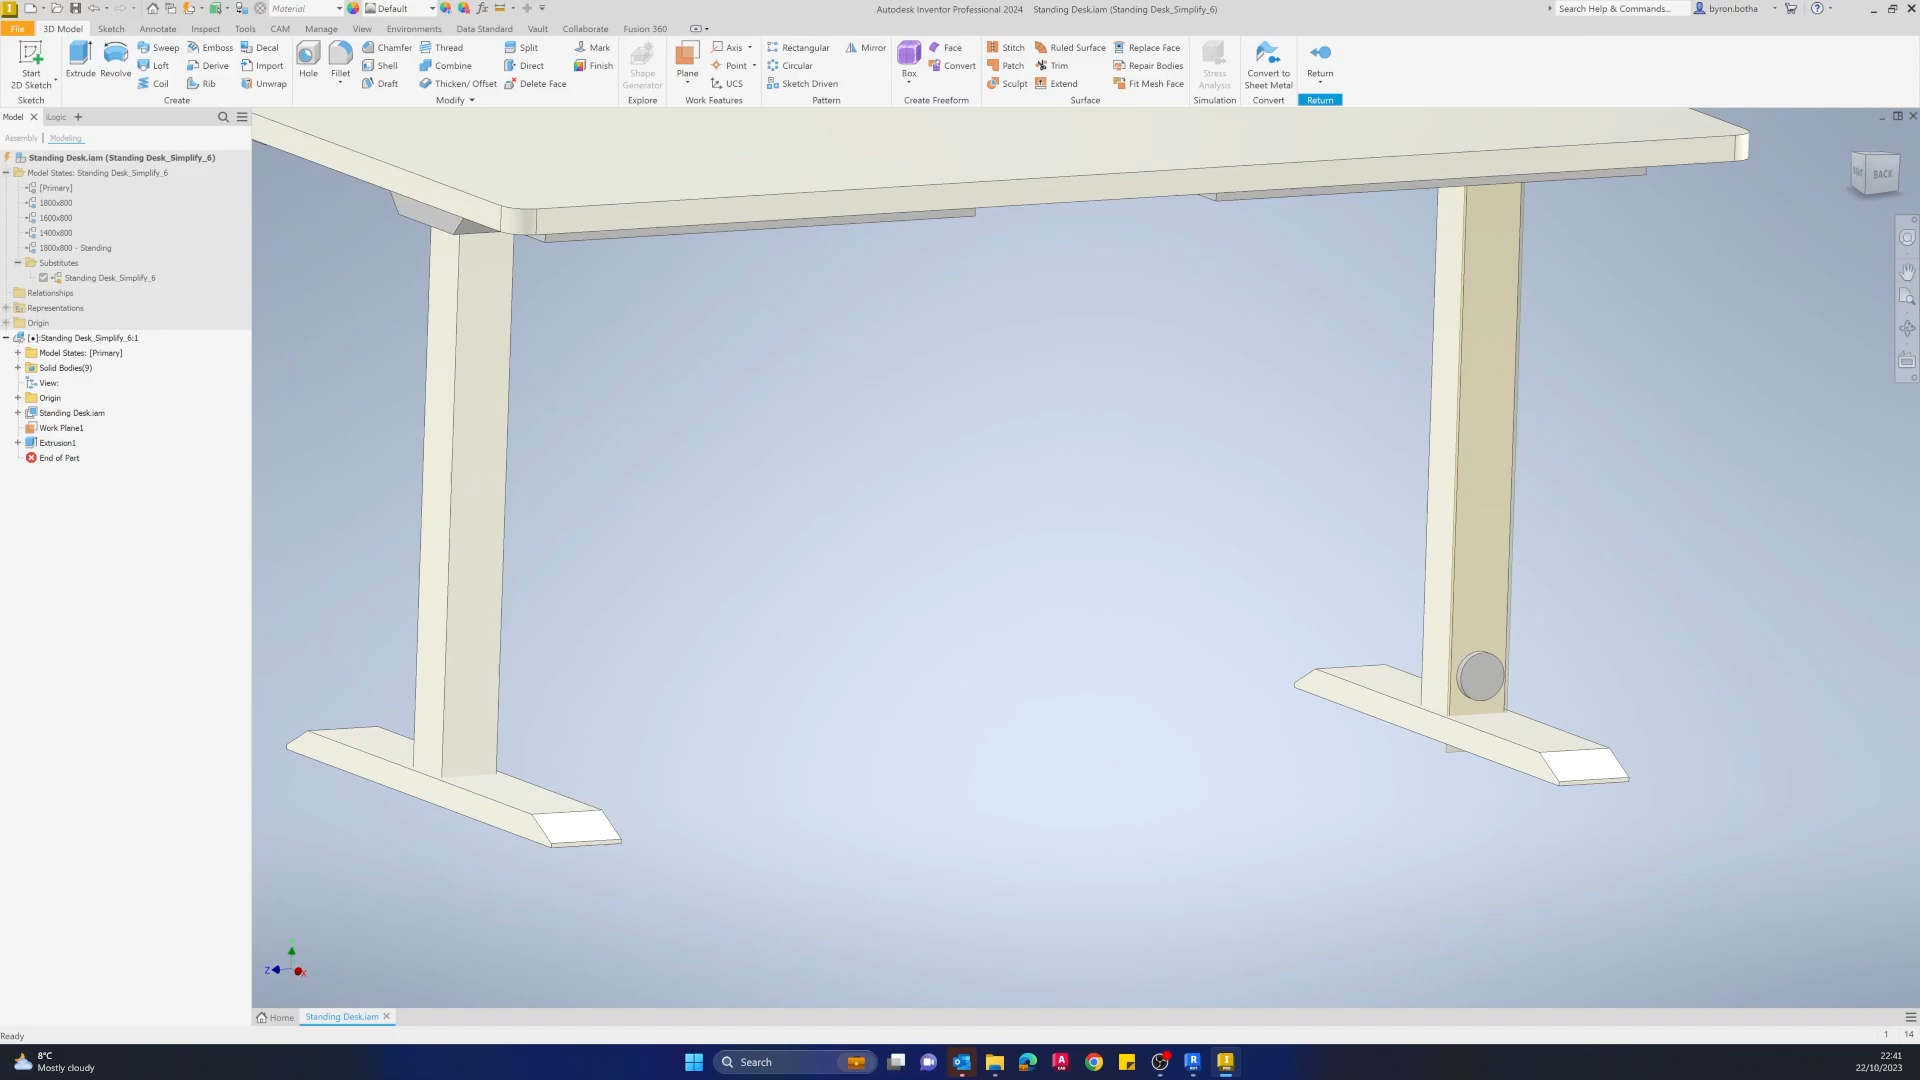 Material
Default
Autodesk Inventor Professional 2024 Standing Desk.iam (Standing Desk_Simplify_6)
Search Help & Commands...
byron.botha
File 3D Model Sketch Annotate Inspect Tools CAM Manage View Environments Data Standard Vault Collaborate Fusion 360
Start
2D Sketch
Extrude
Revolve
Sweep
Loft
Coil
Emboss
Derive
Rib
Decal
Import
Unwrap
Hole
Fillet
Chamfer
Shell
Draft
Thread
Combine
Thicken/ Offset
Split
Direct
Delete Face
Mark
Finish
Shape
Generator
Plane
Axis
Point
UCS
Rectangular
Circular
Sketch Driven
Mirror
Box
Face
Convert
Stitch
Patch
Sculpt
Ruled Surface
Trim
Extend
Replace Face
Repair Bodies
Fit Mesh Face
Stress
Analysis
Convert to
Sheet Metal
Return
Sketch Create Modify Explore Work Features Pattern Create Freeform Surface Simulation Convert Return
Model iLogic
Assembly Modeling
Standing Desk.iam (Standing Desk_Simplify_6)
Model States: Standing Desk_Simplify_6
[Primary]
1800x800
1600x800
1400x800
1800x800 - Standing
Substitutes
Standing Desk_Simplify_6
Relationships
Representations
Origin
[●]:Standing Desk_Simplify_6:1
Model States: [Primary]
Solid Bodies(9)
View:
Origin
Standing Desk.iam
Work Plane1
Extrusion1
End of Part
BACK
Z
X
Home Standing Desk.iam
Ready
1 14
8°C
Mostly cloudy
Search
22:41
22/10/2023